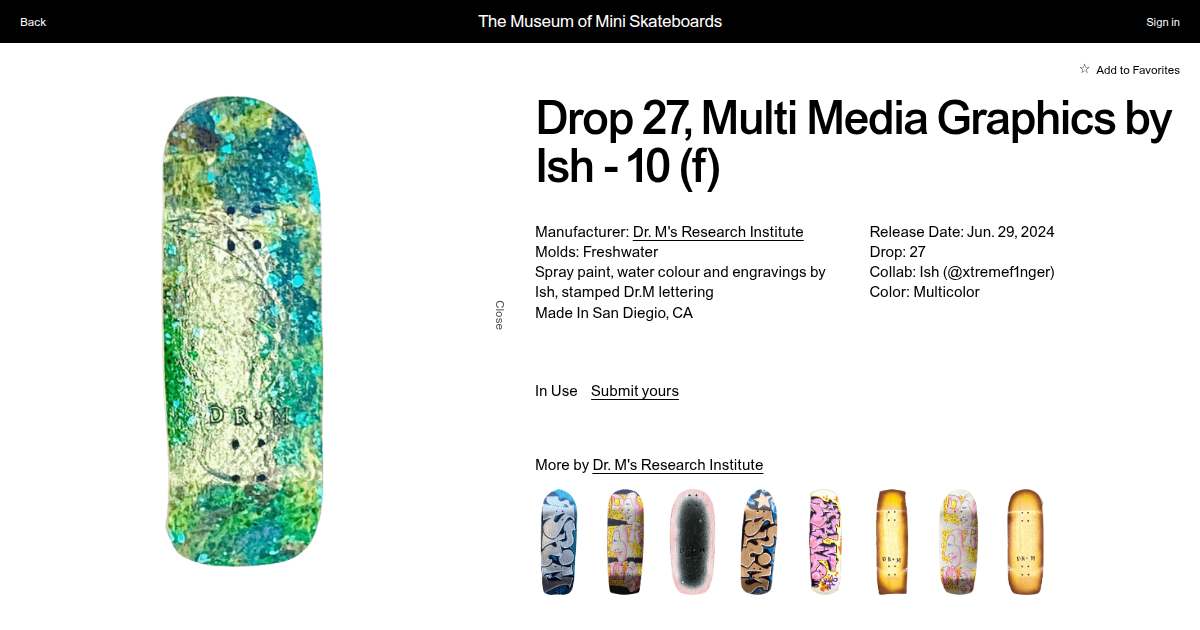 Back
The Museum of Mini Skateboards
Sign in
☆ Add to Favorites
Drop 27, Multi Media Graphics by
Ish - 10 (f)
Manufacturer: Dr. M's Research Institute
Molds: Freshwater
Spray paint, water colour and engravings by
Ish, stamped Dr.M lettering
Made In San Diegio, CA
Release Date: Jun. 29, 2024
Drop: 27
Collab: Ish (@xtremef1nger)
Color: Multicolor
Close
DR•M
In Use Submit yours
More by Dr. M's Research Institute
DR•M
DR•M